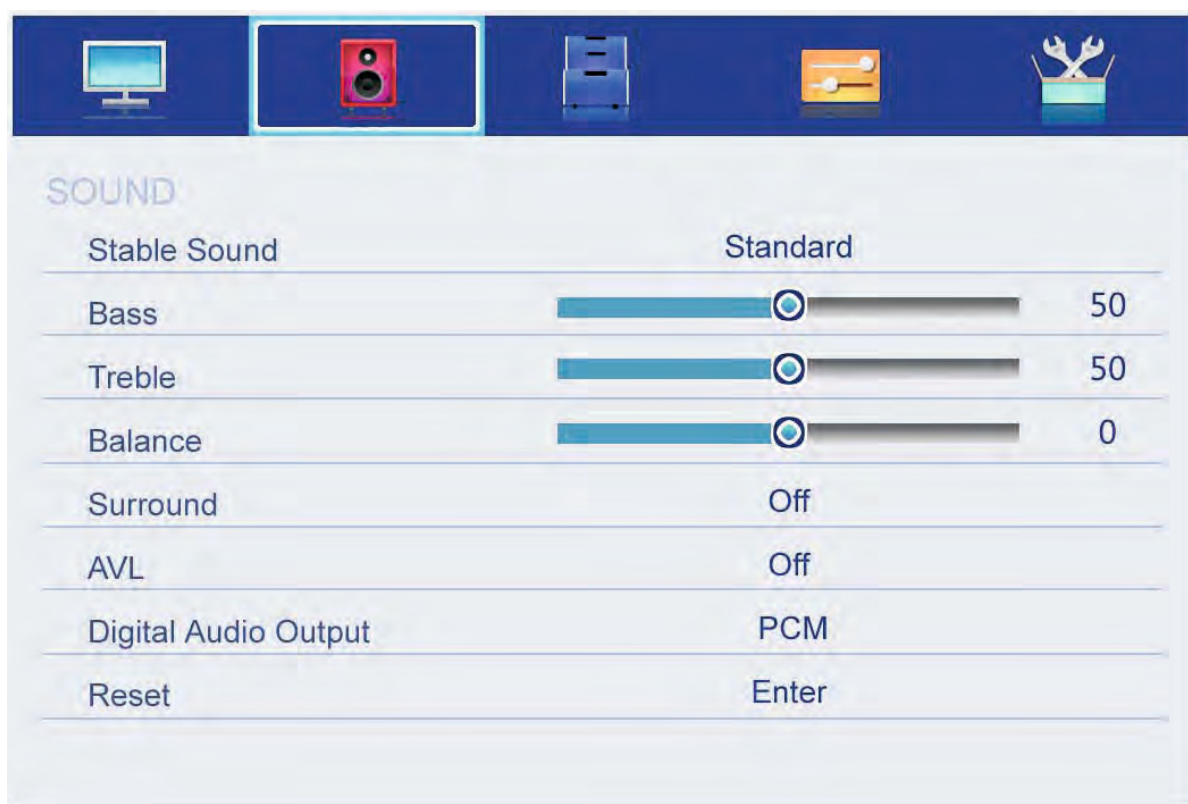 SOUND
Stable Sound Standard
Bass 50
Treble 50
Balance 0
Surround Off
AVL Off
Digital Audio Output PCM
Reset Enter